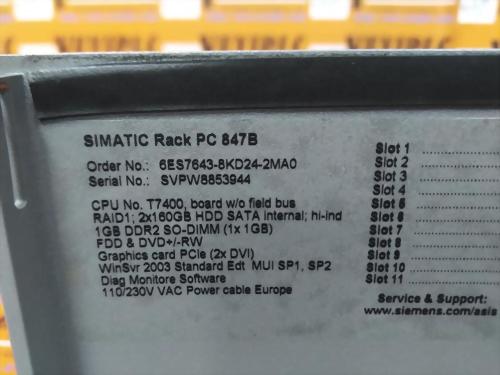 SIMATIC Rack PC 847B
Order No.: 6ES7643-8KD24-2MA0
Serial No.: SVPW8853944
CPU No. T7400, board w/o field bus
RAID1; 2x160GB HDD SATA internal; hi-ind
1GB DDR2 SO-DIMM (1x 1GB)
FDD & DVD+/-RW
Graphics card PCIe (2x DVI)
WinSvr 2003 Standard Edt MUI SP1, SP2
Diag Monitore Software
110/230V VAC Power cable Europe
Slot 1
Slot 2
Slot 3
Slot 4
Slot 5
Slot 6
Slot 7
Slot 8
Slot 9
Slot 10
Slot 11
Service & Support:
www.siemens.com/asis